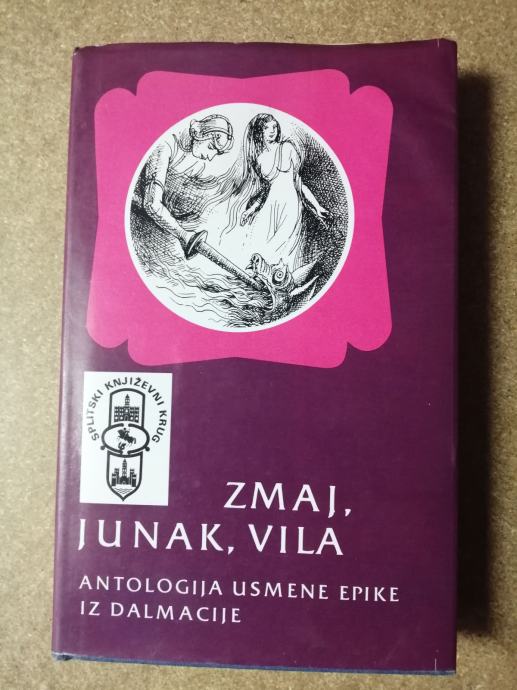 SPLITSKI KNJIŽEVNI KRUG
ZMAJ,
JUNAK, VILA
ANTOLOGIJA USMENE EPIKE
IZ DALMACIJE